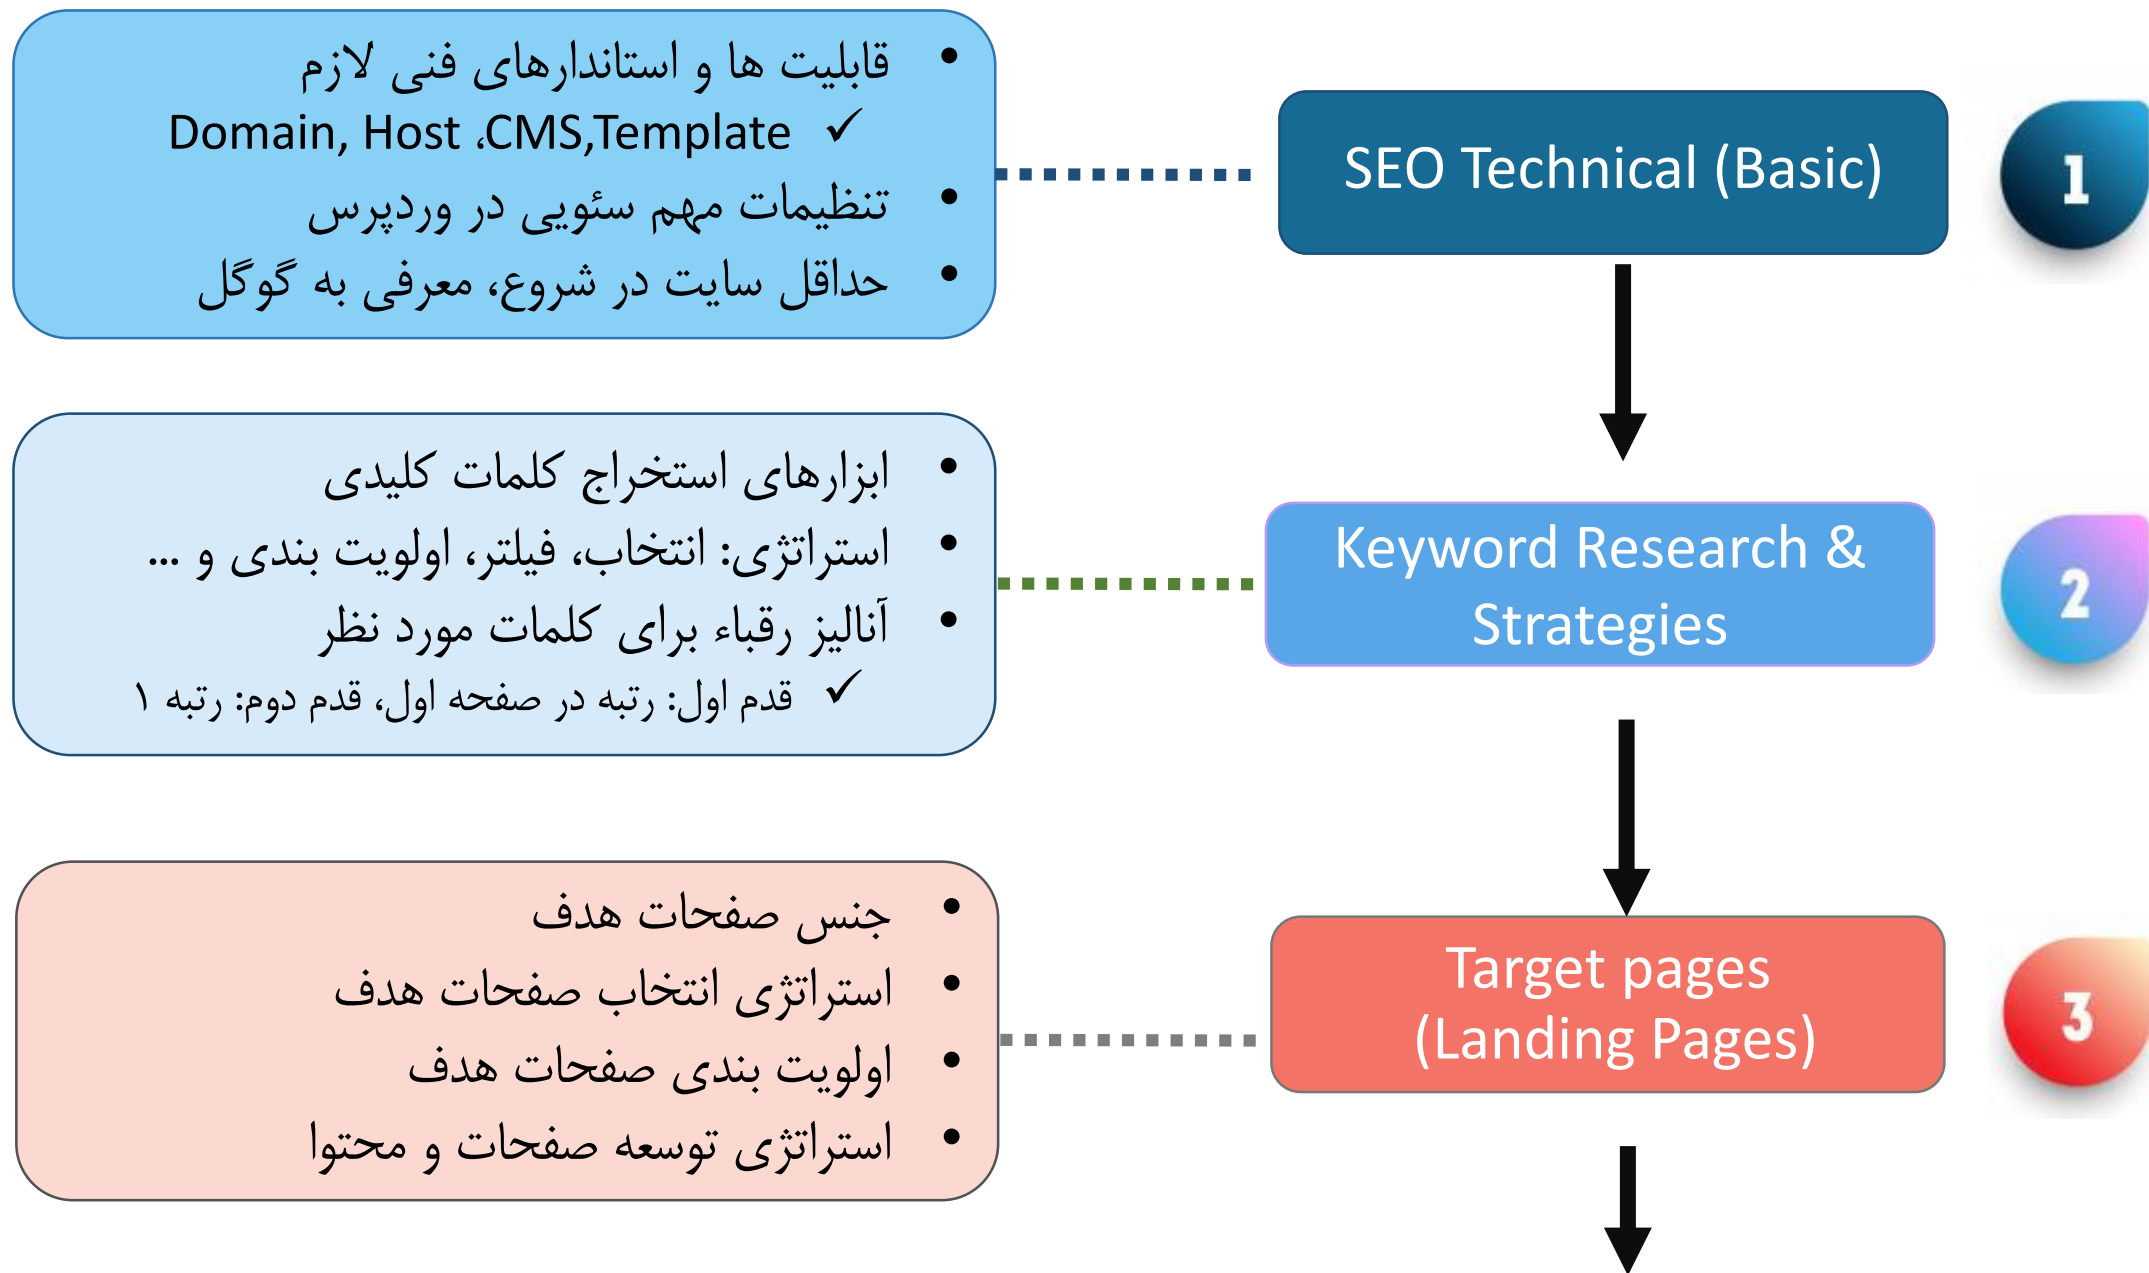 SEO Technical (Basic)
1
• قابلیت ها و استاندارهای فنی لازم
✓ Domain, Host ،CMS,Template
• تنظیمات مهم سئویی در وردپرس
• حداقل سایت در شروع، معرفی به گوگل
Keyword Research &
Strategies
2
• ابزارهای استخراج کلمات کلیدی
• استراتژی: انتخاب، فیلتر، اولویت بندی و ...
• آنالیز رقباء برای کلمات مورد نظر
✓ قدم اول: رتبه در صفحه اول، قدم دوم: رتبه ۱
Target pages
(Landing Pages)
3
• جنس صفحات هدف
• استراتژی انتخاب صفحات هدف
• اولویت بندی صفحات هدف
• استراتژی توسعه صفحات و محتوا